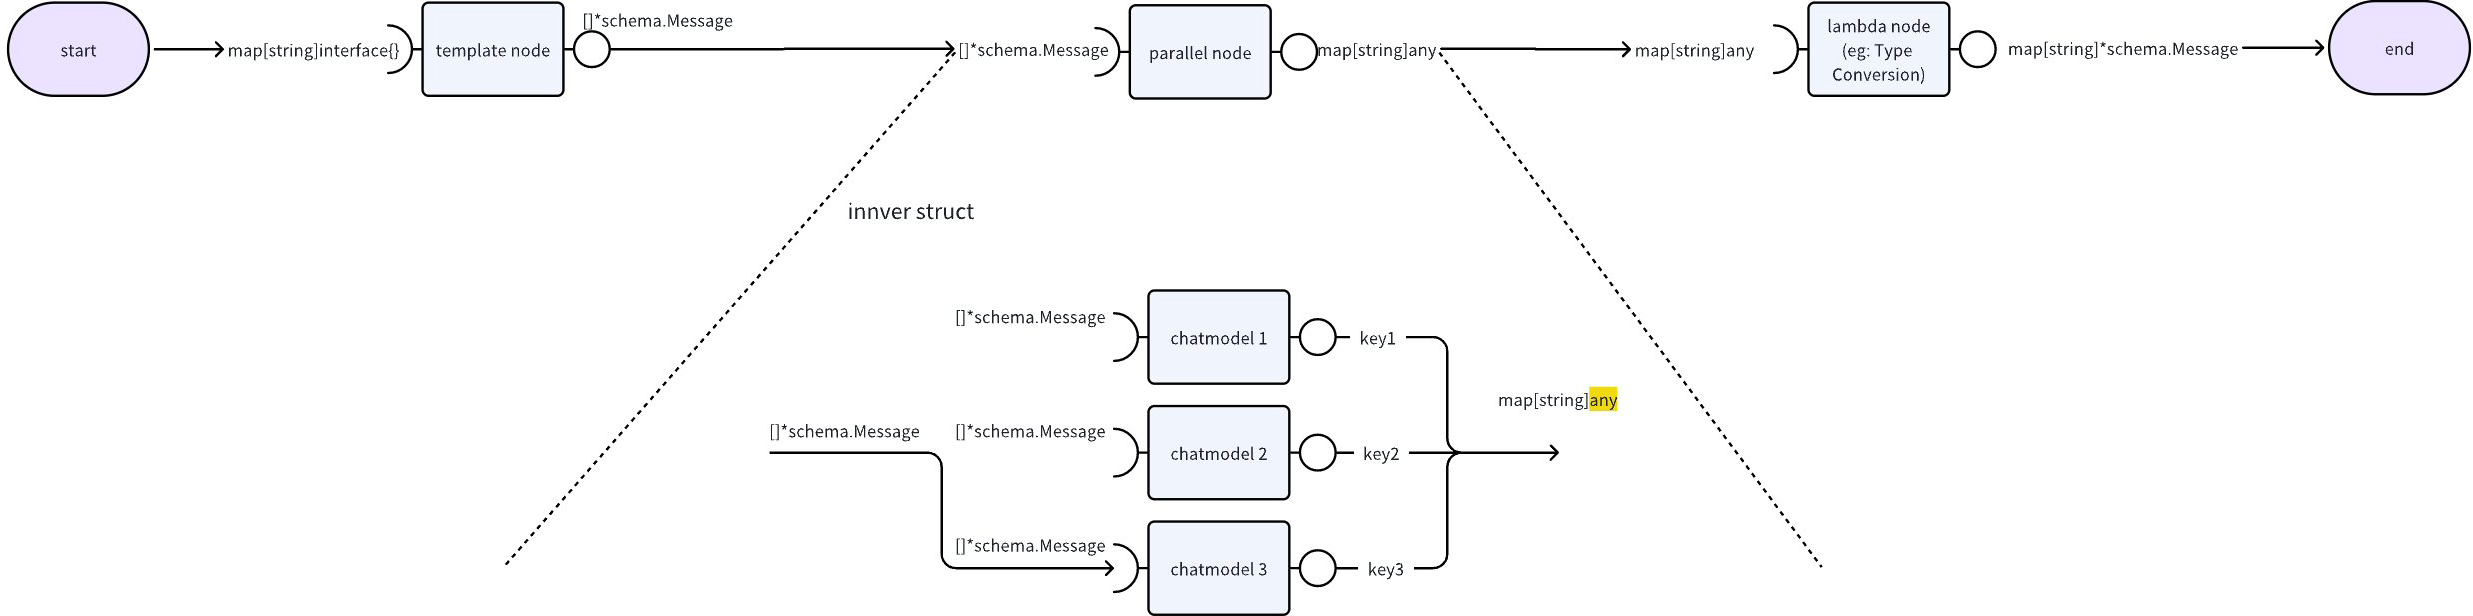 start
map[string]interface{}
template node
[]*schema.Message
[]*schema.Message
parallel node
map[string]any
map[string]any
lambda node
(eg: Type
Conversion)
map[string]*schema.Message
end
innver struct
[]*schema.Message
chatmodel 1
key1
map[string]any
[]*schema.Message
[]*schema.Message
chatmodel 2
key2
[]*schema.Message
chatmodel 3
key3